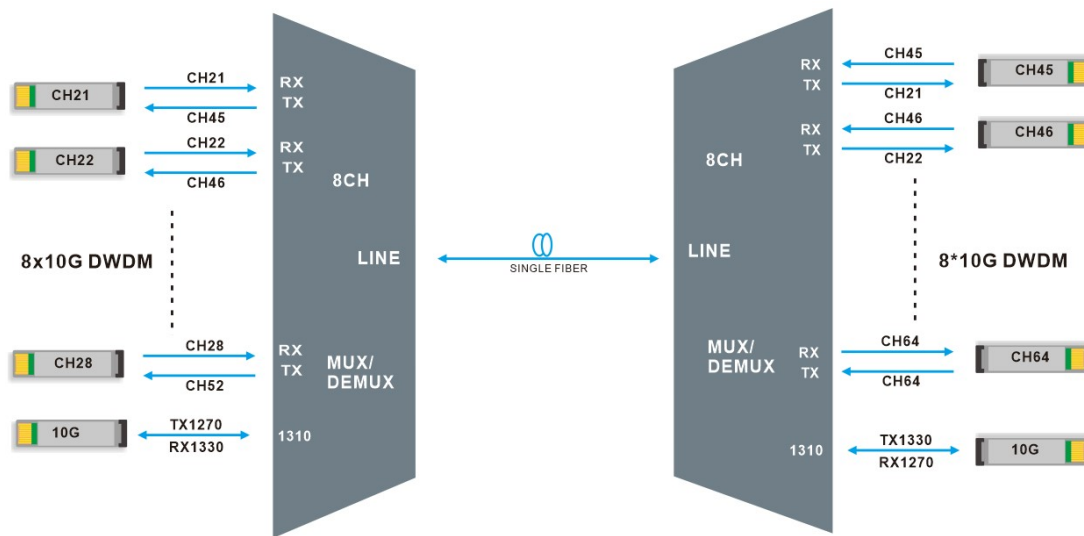 CH21
CH21
CH45
RX
TX
CH22
CH22
CH46
RX
TX
8CH
8x10G DWDM
LINE
CH28
CH28
CH52
RX
TX
MUX/
DEMUX
10G
TX1270
RX1330
1310
SINGLE FIBER
RX
TX
CH45
CH21
CH45
RX
TX
CH46
CH22
CH46
8CH
LINE
8*10G DWDM
MUX/
DEMUX
RX
TX
CH64
CH64
CH64
1310
TX1330
RX1270
10G